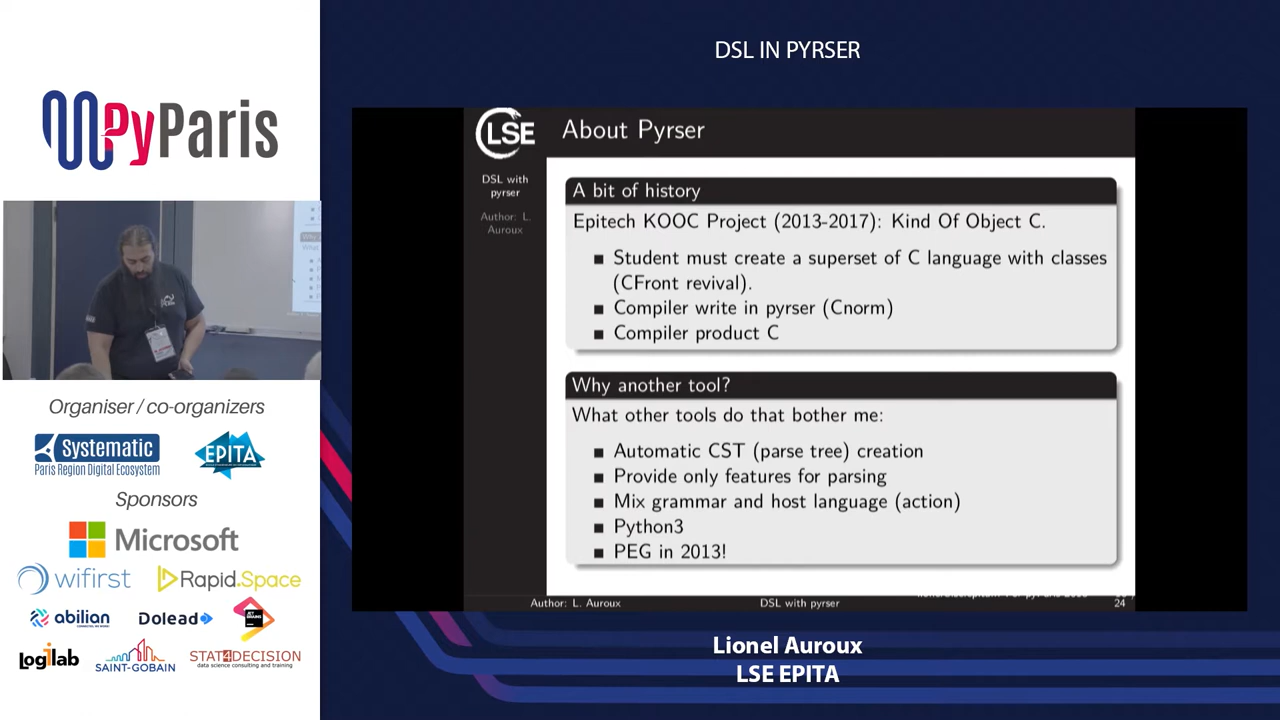 DSL IN PYRSER
PyParis
LSE
About Pyrser
DSL with
pyrser
Author: L.
Auroux
A bit of history
Epitech KOOC Project (2013-2017): Kind Of Object C.
Student must create a superset of C language with classes
(CFront revival).
Compiler write in pyrser (Cnorm)
Compiler product C
Why another tool?
What other tools do that bother me:
Automatic CST (parse tree) creation
Provide only features for parsing
Mix grammar and host language (action)
Python3
PEG in 2013!
Author: L. Auroux
DSL with pyrser
24
Organiser / co-organizers
Systematic
Paris Region Digital Ecosystem
EPITA
Sponsors
Microsoft
wifirst
Rapid.Space
abilian
Dolead
JET
BRAINS
Logilab
SAINT-GOBAIN
STAT4DECISION
data science consulting and training
Lionel Auroux
LSE EPITA